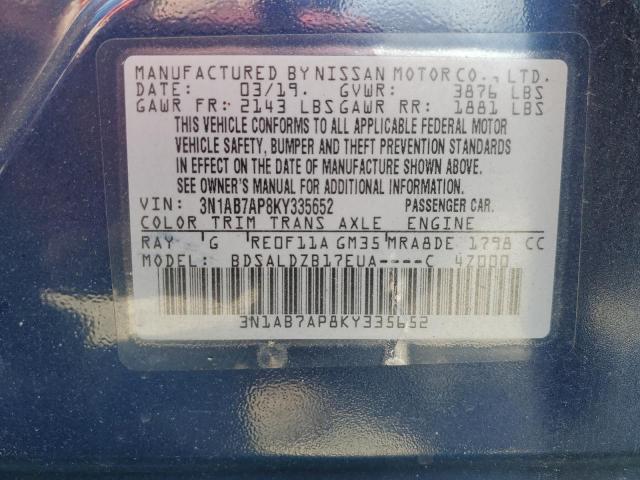 MANUFACTURED BY NISSAN MOTOR CO., LTD.
DATE: 03/19. GVWR: 3876 LBS
GAWR FR: 2143 LBS GAWR RR: 1881 LBS
THIS VEHICLE CONFORMS TO ALL APPLICABLE FEDERAL MOTOR
VEHICLE SAFETY, BUMPER AND THEFT PREVENTION STANDARDS
IN EFFECT ON THE DATE OF MANUFACTURE SHOWN ABOVE.
SEE OWNER'S MANUAL FOR ADDITIONAL INFORMATION.
VIN: 3N1AB7AP8KY335652 PASSENGER CAR.
COLOR TRIM TRANS AXLE ENGINE
RAY G RE0F11A GM35 MRA8DE 1798 CC
MODEL: BDSALDZB17EUA----C 47000
3N1AB7AP8KY335652